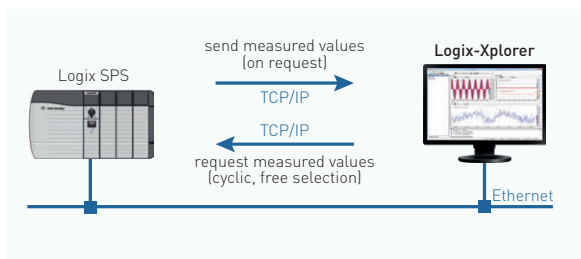 send measured values
(on request)
Logix-Xplorer
Logix SPS
TCP/IP
TCP/IP
request measured values
(cyclic, free selection)
Ethernet